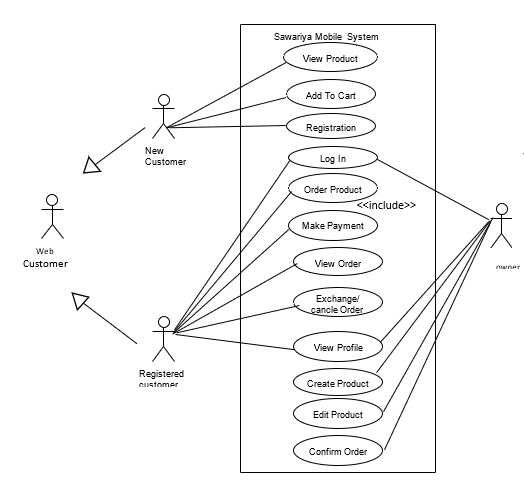 Sawariya Mobile System
View Product
Add To Cart
Registration
Log In
Order Product
<<include>>
Make Payment
View Order
Exchange/
cancle Order
View Profile
Create Product
Edit Product
Confirm Order
New
Customer
Web
Customer
Registered
customer
owner